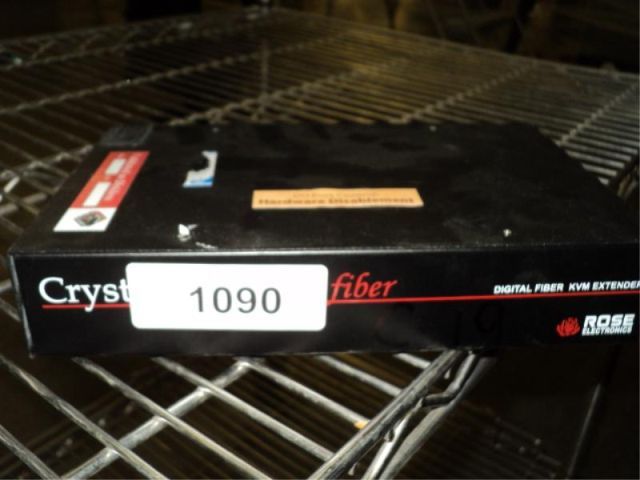 Hardware Disablement
Cryst
1090
fiber
DIGITAL FIBER KVM EXTENDER
ROSE
ELECTRONICS